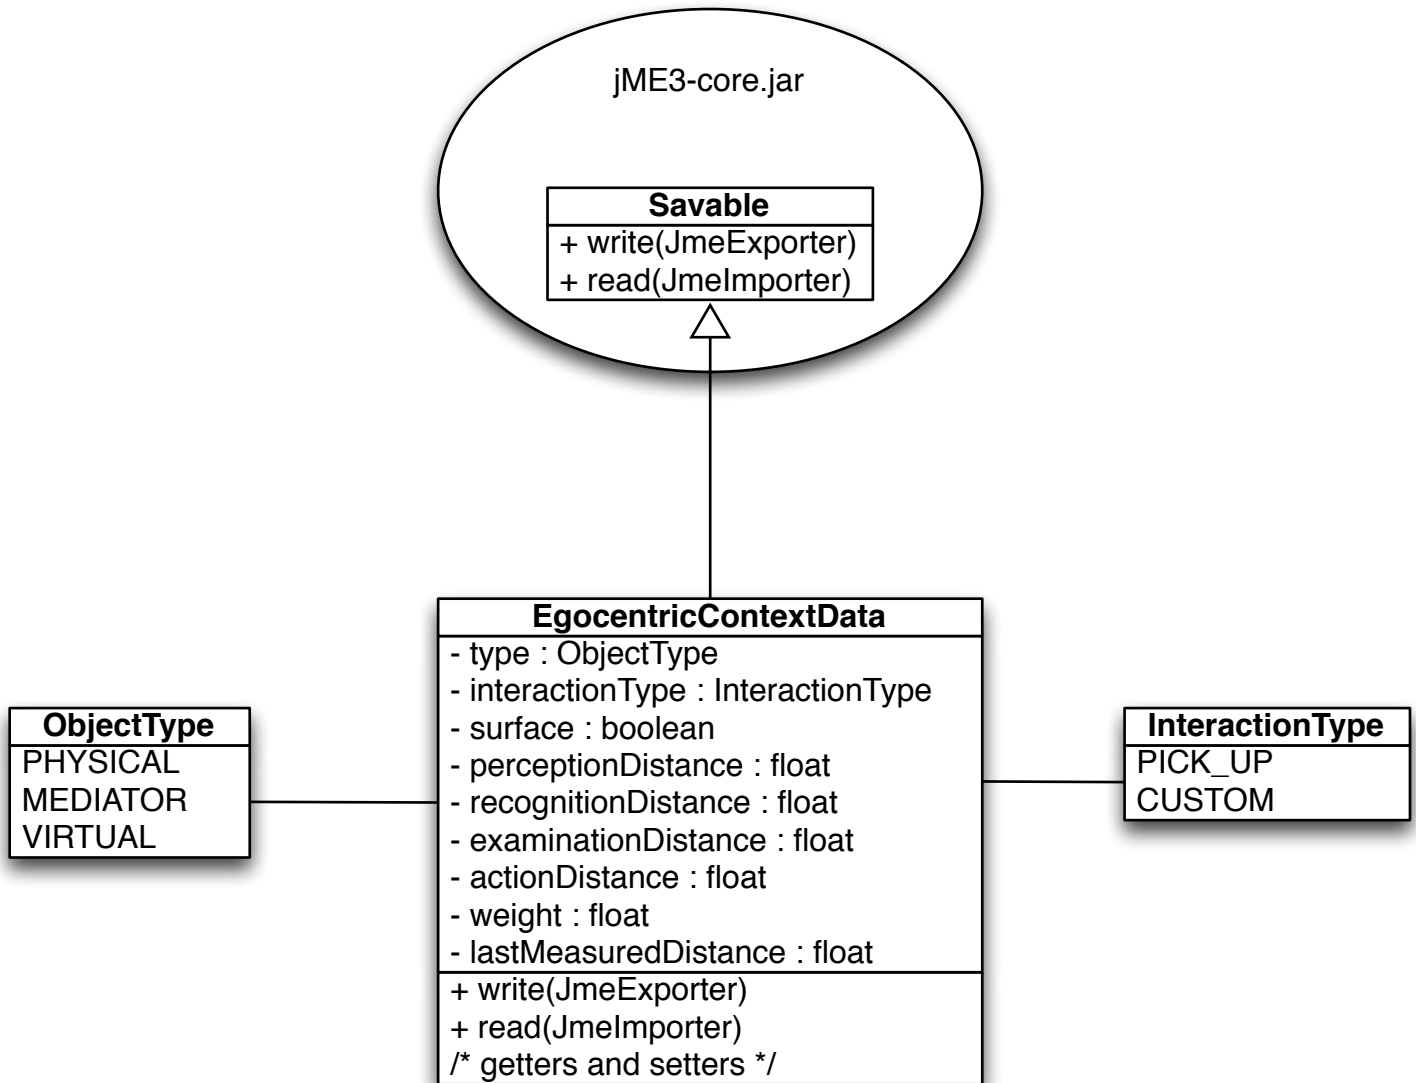 jME3-core.jar
Savable
+ write(JmeExporter)
+ read(JmeImporter)
EgocentricContextData
- type : ObjectType
- interactionType : InteractionType
- surface : boolean
- perceptionDistance : float
- recognitionDistance : float
- examinationDistance : float
- actionDistance : float
- weight : float
- lastMeasuredDistance : float
+ write(JmeExporter)
+ read(JmeImporter)
/* getters and setters */
ObjectType
PHYSICAL
MEDIATOR
VIRTUAL
InteractionType
PICK_UP
CUSTOM